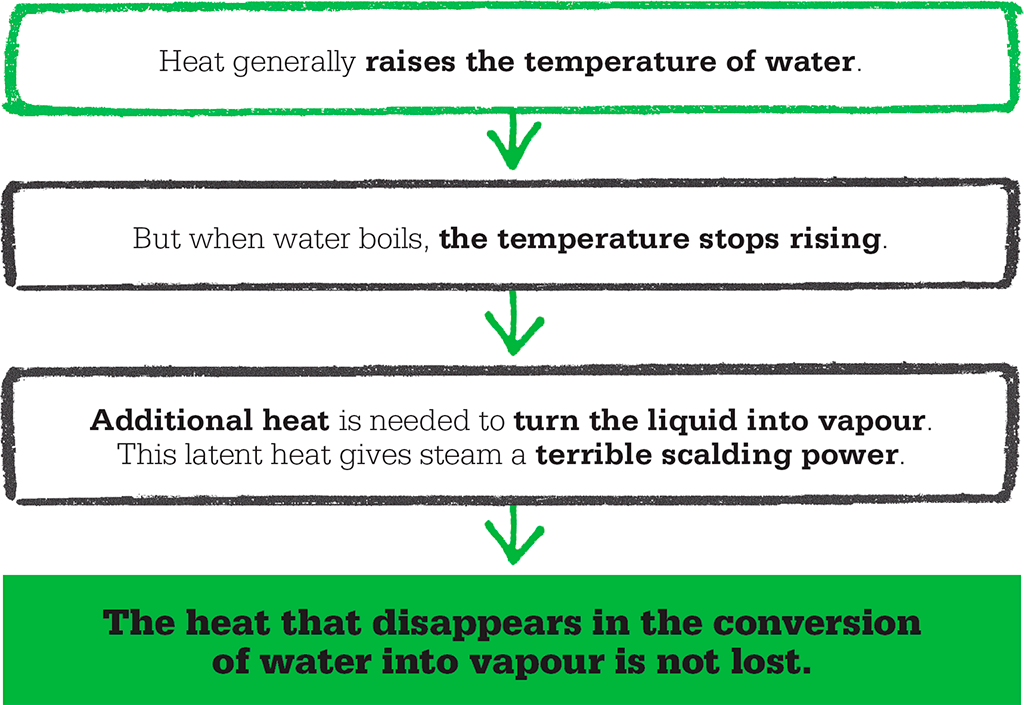 Heat generally raises the temperature of water.
But when water boils, the temperature stops rising.
Additional heat is needed to turn the liquid into vapour.
This latent heat gives steam a terrible scalding power.
The heat that disappears in the conversion
of water into vapour is not lost.